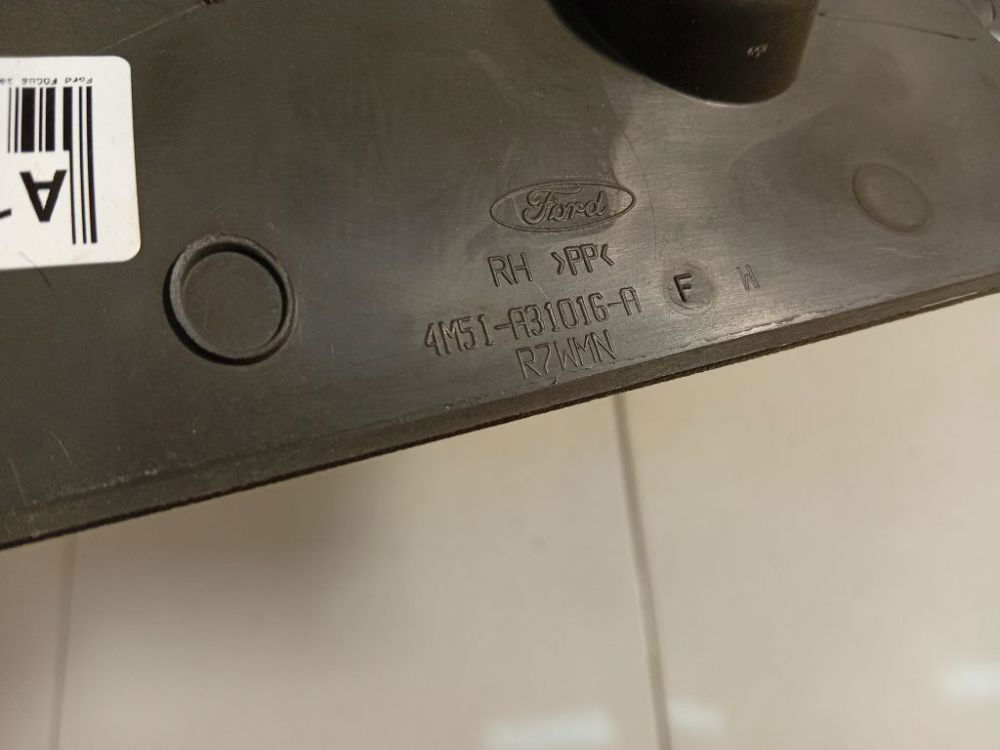 Ford FOCUS
A
Ford
RH >PP<
4M51-A31016-A F W
R7WMN